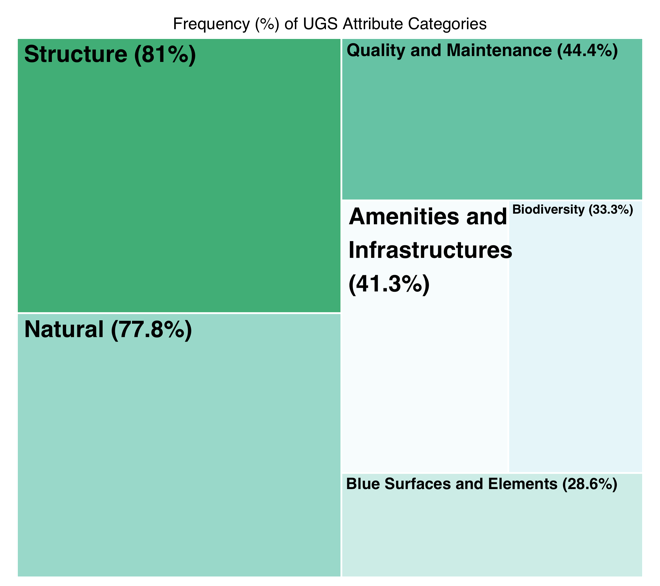 Frequency (%) of UGS Attribute Categories
Structure (81%)
Quality and Maintenance (44.4%)
Amenities and
Infrastructures
(41.3%)
Biodiversity (33.3%)
Natural (77.8%)
Blue Surfaces and Elements (28.6%)